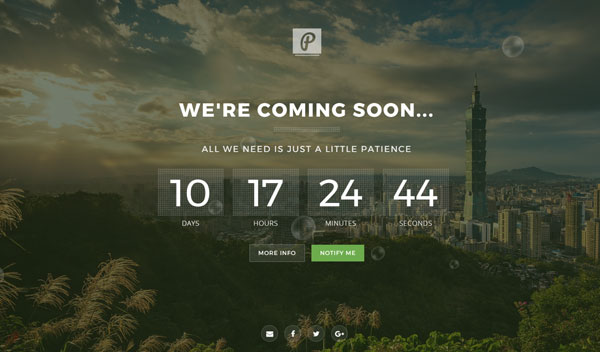 P
WE'RE COMING SOON...
ALL WE NEED IS JUST A LITTLE PATIENCE
10 17 24 44
DAYS HOURS MINUTES SECONDS
MORE INFO NOTIFY ME
f G+